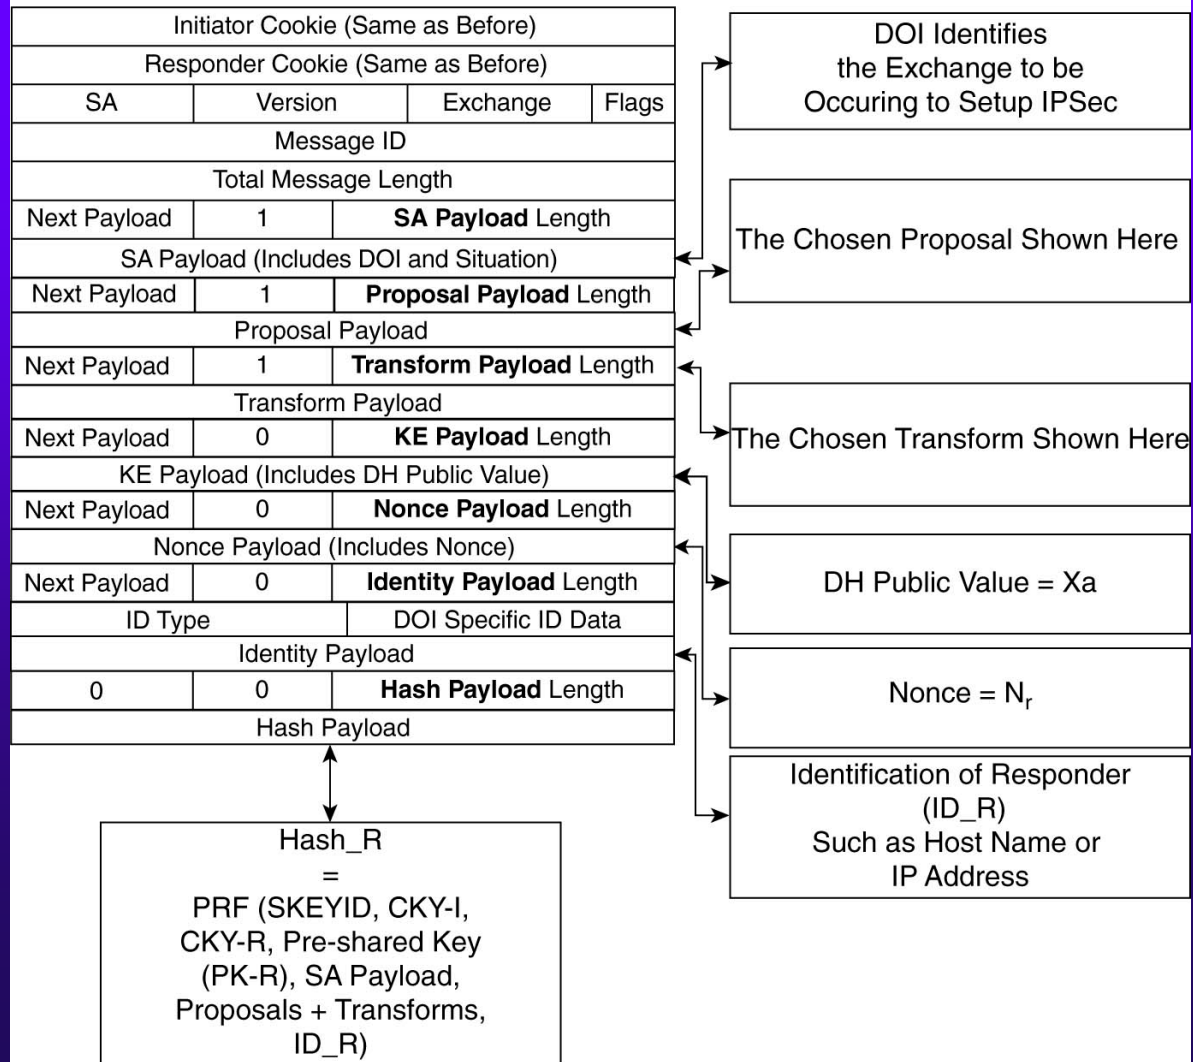 Initiator Cookie (Same as Before)
Responder Cookie (Same as Before)
SA Version Exchange Flags
Message ID
Total Message Length
Next Payload 1 SA Payload Length
SA Payload (Includes DOI and Situation)
Next Payload 1 Proposal Payload Length
Proposal Payload
Next Payload 1 Transform Payload Length
Transform Payload
Next Payload 0 KE Payload Length
KE Payload (Includes DH Public Value)
Next Payload 0 Nonce Payload Length
Nonce Payload (Includes Nonce)
Next Payload 0 Identity Payload Length
ID Type DOI Specific ID Data
Identity Payload
0 0 Hash Payload Length
Hash Payload
Hash_R
=
PRF (SKEYID, CKY-I,
CKY-R, Pre-shared Key
(PK-R), SA Payload,
Proposals + Transforms,
ID_R)
DOI Identifies
the Exchange to be
Occuring to Setup IPSec
The Chosen Proposal Shown Here
The Chosen Transform Shown Here
DH Public Value = Xa
Nonce = Nr
Identification of Responder
(ID_R)
Such as Host Name or
IP Address